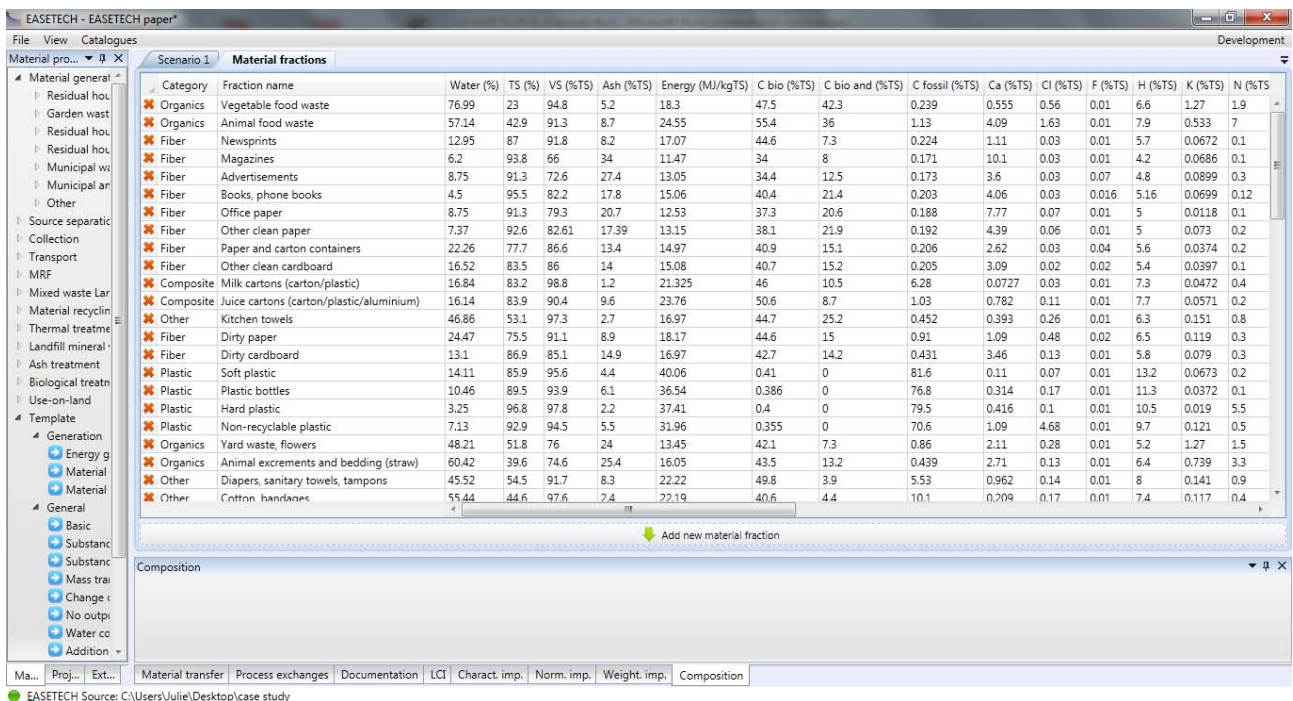 EASETECH - EASETECH paper*
File View Catalogues Development
Material pro...
Scenario 1 Material fractions
Material generat
Residual hou
Garden wast
Residual hou
Residual hou
Municipal wa
Municipal an
Other
Source separatic
Collection
Transport
MRF
Mixed waste Lar
Material recyclin
Thermal treatme
Landfill mineral
Ash treatment
Biological treatn
Use-on-land
Template
Generation
Energy g
Material
Material
General
Basic
Substanc
Substanc
Mass trai
Change
No outpu
Water co
Addition
Category Fraction name Water (%) TS (%) VS (%TS) Ash (%TS) Energy (MJ/kgTS) C bio (%TS) C bio and (%TS) C fossil (%TS) Ca (%TS) Cl (%TS) F (%TS) H (%TS) K (%TS) N (%TS
Organics Vegetable food waste 76.99 23 94.8 5.2 18.3 47.5 42.3 0.239 0.555 0.56 0.01 6.6 1.27 1.9
Organics Animal food waste 57.14 42.9 91.3 8.7 24.55 55.4 36 1.13 4.09 1.63 0.01 7.9 0.533 7
Fiber Newsprints 12.95 87 91.8 8.2 17.07 44.6 7.3 0.224 1.11 0.03 0.01 5.7 0.0672 0.1
Fiber Magazines 6.2 93.8 66 34 11.47 34 8 0.171 10.1 0.03 0.01 4.2 0.0686 0.1
Fiber Advertisements 8.75 91.3 72.6 27.4 13.05 34.4 12.5 0.173 3.6 0.03 0.07 4.8 0.0899 0.3
Fiber Books, phone books 4.5 95.5 82.2 17.8 15.06 40.4 21.4 0.203 4.06 0.03 0.016 5.16 0.0699 0.12
Fiber Office paper 8.75 91.3 79.3 20.7 12.53 37.3 20.6 0.188 7.77 0.07 0.01 5 0.0118 0.1
Fiber Other clean paper 7.37 92.6 82.61 17.39 13.15 38.1 21.9 0.192 4.39 0.06 0.01 5 0.073 0.2
Fiber Paper and carton containers 22.26 77.7 86.6 13.4 14.97 40.9 15.1 0.206 2.62 0.03 0.04 5.6 0.0374 0.2
Fiber Other clean cardboard 16.52 83.5 86 14 15.08 40.7 15.2 0.205 3.09 0.02 0.02 5.4 0.0397 0.1
Composite Milk cartons (carton/plastic) 16.84 83.2 98.8 1.2 21.325 46 10.5 6.28 0.0727 0.03 0.01 7.3 0.0472 0.4
Composite Juice cartons (carton/plastic/aluminium) 16.14 83.9 90.4 9.6 23.76 50.6 8.7 1.03 0.782 0.11 0.01 7.7 0.0571 0.2
Other Kitchen towels 46.86 53.1 97.3 2.7 16.97 44.7 25.2 0.452 0.393 0.26 0.01 6.3 0.151 0.8
Fiber Dirty paper 24.47 75.5 91.1 8.9 18.17 44.6 15 0.91 1.09 0.48 0.02 6.5 0.119 0.3
Fiber Dirty cardboard 13.1 86.9 85.1 14.9 16.97 42.7 14.2 0.431 3.46 0.13 0.01 5.8 0.079 0.3
Plastic Soft plastic 14.11 85.9 95.6 4.4 40.06 0.41 0 81.6 0.11 0.07 0.01 13.2 0.0673 0.2
Plastic Plastic bottles 10.46 89.5 93.9 6.1 36.54 0.386 0 76.8 0.314 0.17 0.01 11.3 0.0372 0.1
Plastic Hard plastic 3.25 96.8 97.8 2.2 37.41 0.4 0 79.5 0.416 0.1 0.01 10.5 0.019 5.5
Plastic Non-recyclable plastic 7.13 92.9 94.5 5.5 31.96 0.355 0 70.6 1.09 4.68 0.01 9.7 0.121 0.5
Organics Yard waste, flowers 48.21 51.8 76 24 13.45 42.1 7.3 0.86 2.11 0.28 0.01 5.2 1.27 1.5
Organics Animal excrements and bedding (straw) 60.42 39.6 74.6 25.4 16.05 43.5 13.2 0.439 2.71 0.13 0.01 6.4 0.739 3.3
Other Diapers, sanitary towels, tampons 45.52 54.5 91.7 8.3 22.22 49.8 3.9 5.53 0.962 0.14 0.01 8 0.141 0.9
Other Cotton, bandages 55.44 44.6 97.6 2.4 22.19 40.6 4.4 10.1 0.209 0.17 0.01 7.4 0.117 0.4
Add new material fraction
Composition
Ma... Proj... Ext... Material transfer Process exchanges Documentation LCI Charact. imp. Norm. imp. Weight. imp. Composition
EASETECH Source: C:\Users\Julie\Desktop\case study